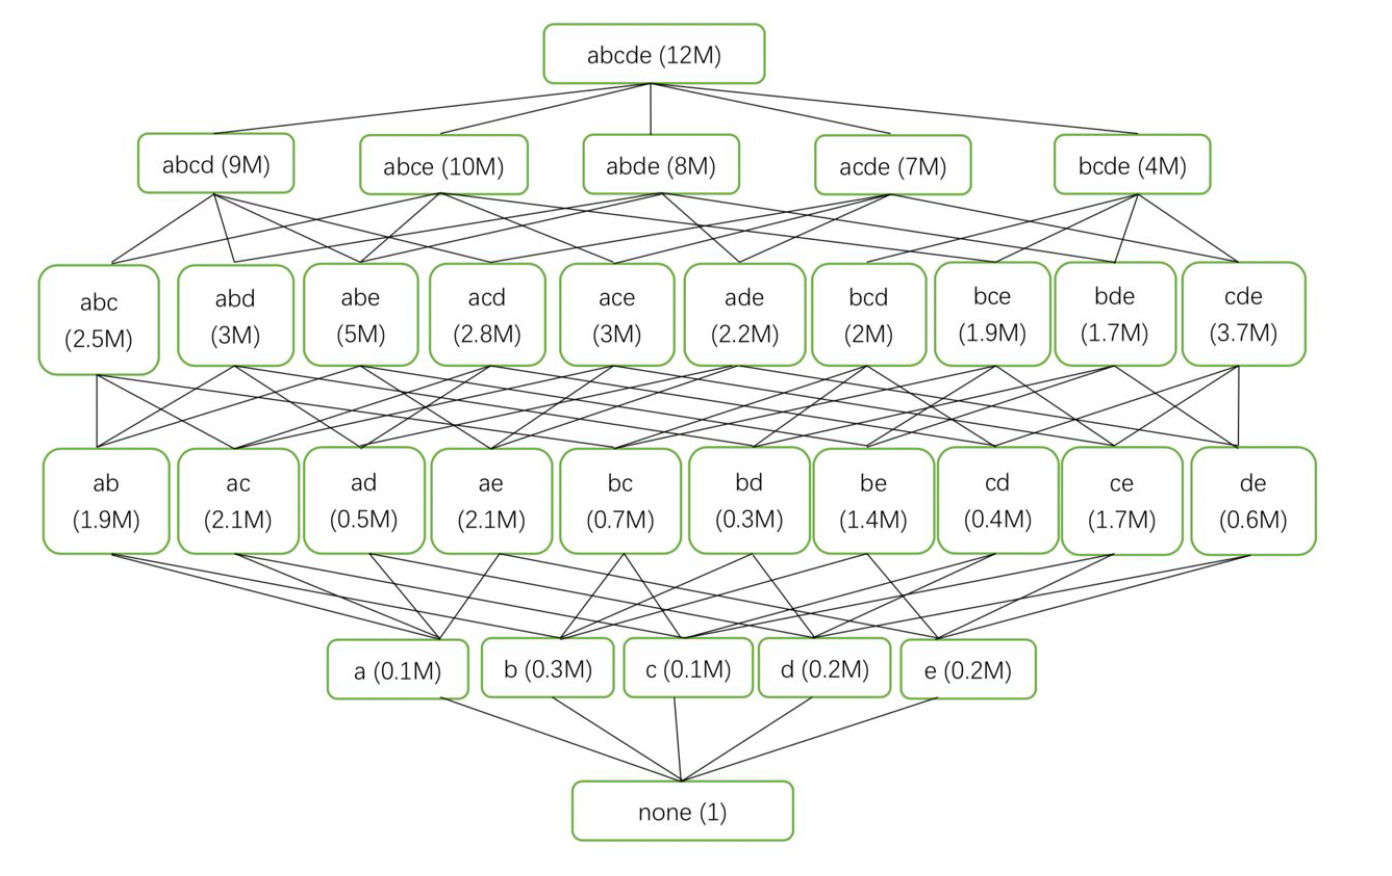 abcde (12M)
abcd (9M)
abce (10M)
abde (8M)
acde (7M)
bcde (4M)
abc
(2.5M)
abd
(3M)
abe
(5M)
acd
(2.8M)
ace
(3M)
ade
(2.2M)
bcd
(2M)
bce
(1.9M)
bde
(1.7M)
cde
(3.7M)
ab
(1.9M)
ac
(2.1M)
ad
(0.5M)
ae
(2.1M)
bc
(0.7M)
bd
(0.3M)
be
(1.4M)
cd
(0.4M)
ce
(1.7M)
de
(0.6M)
a (0.1M)
b (0.3M)
c (0.1M)
d (0.2M)
e (0.2M)
none (1)